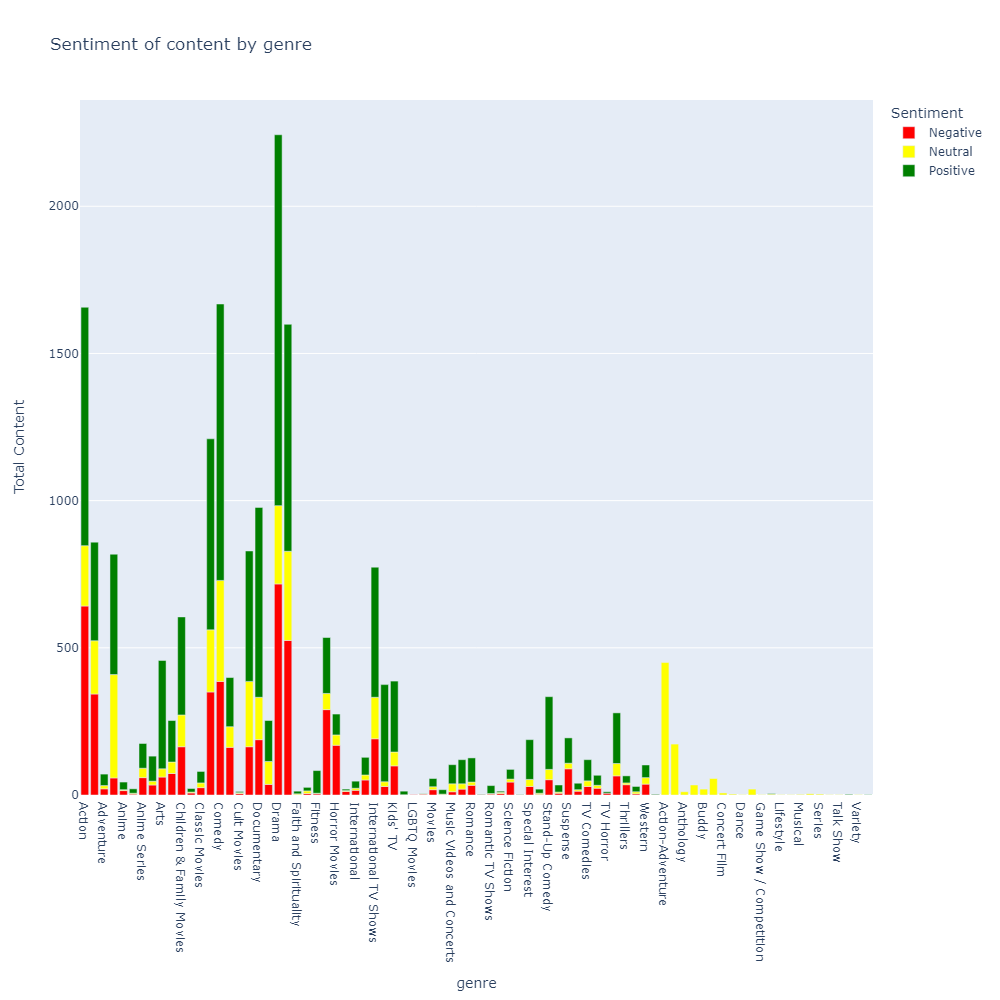 Sentiment of content by genre
Sentiment
Negative
Neutral
Positive
Total Content
2000
1500
1000
500
0
Action
Adventure
Anime
Anime Series
Arts
Children & Family Movies
Classic Movies
Comedy
Cult Movies
Documentary
Drama
Faith and Spirituality
Fitness
Horror Movies
International
International TV Shows
Kids' TV
LGBTQ Movies
Movies
Music Videos and Concerts
Romance
Romantic TV Shows
Science Fiction
Special Interest
Stand-Up Comedy
Suspense
TV Comedies
TV Horror
Thrillers
Western
Action-Adventure
Anthology
Buddy
Concert Film
Dance
Game Show / Competition
Lifestyle
Musical
Series
Talk Show
Variety
genre